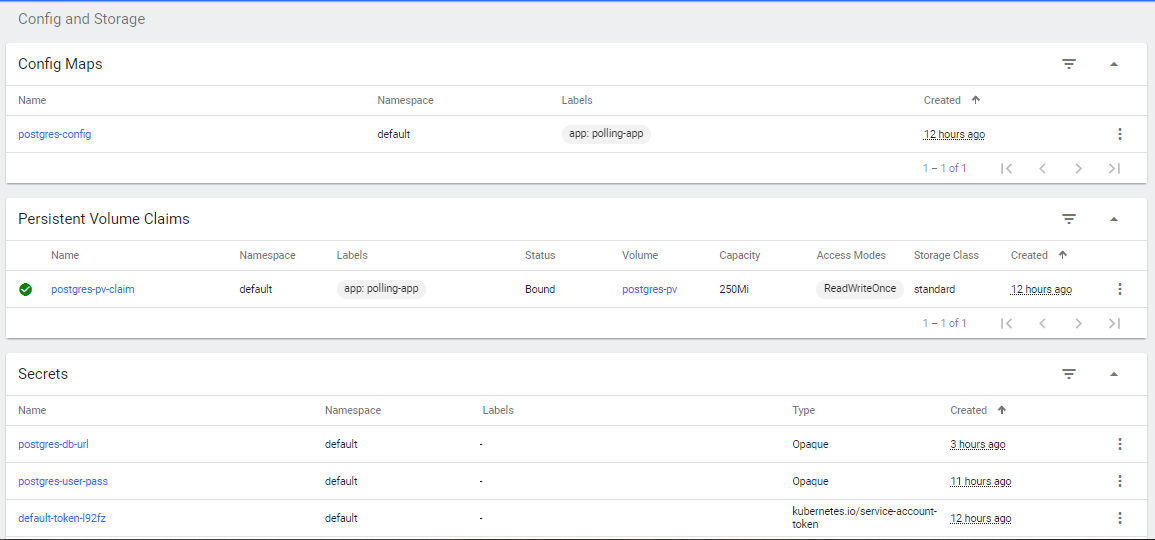 Config and Storage
Config Maps
Name Namespace Labels Created
postgres-config default app: polling-app 12 hours ago
1 – 1 of 1
Persistent Volume Claims
Name Namespace Labels Status Volume Capacity Access Modes Storage Class Created
postgres-pv-claim default app: polling-app Bound postgres-pv 250Mi ReadWriteOnce standard 12 hours ago
1 – 1 of 1
Secrets
Name Namespace Labels Type Created
postgres-db-url default - Opaque 3 hours ago
postgres-user-pass default - Opaque 11 hours ago
default-token-l92fz default - kubernetes.io/service-account- 12 hours ago
token